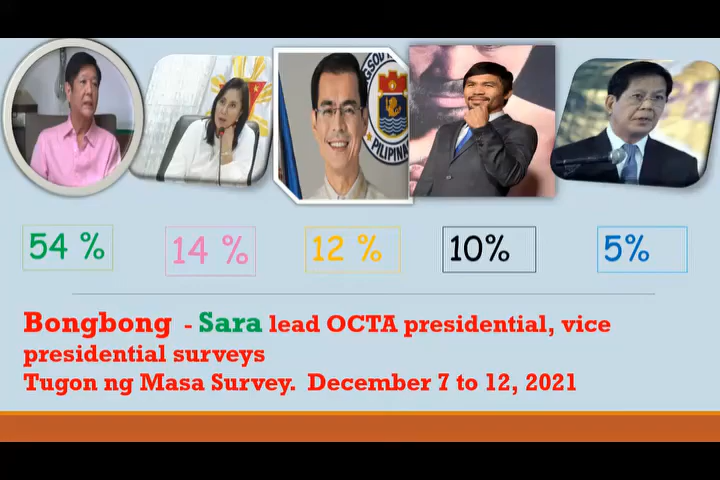 54 %
14 %
12 %
10%
5%
Bongbong - Sara lead OCTA presidential, vice
presidential surveys
Tugon ng Masa Survey. December 7 to 12, 2021